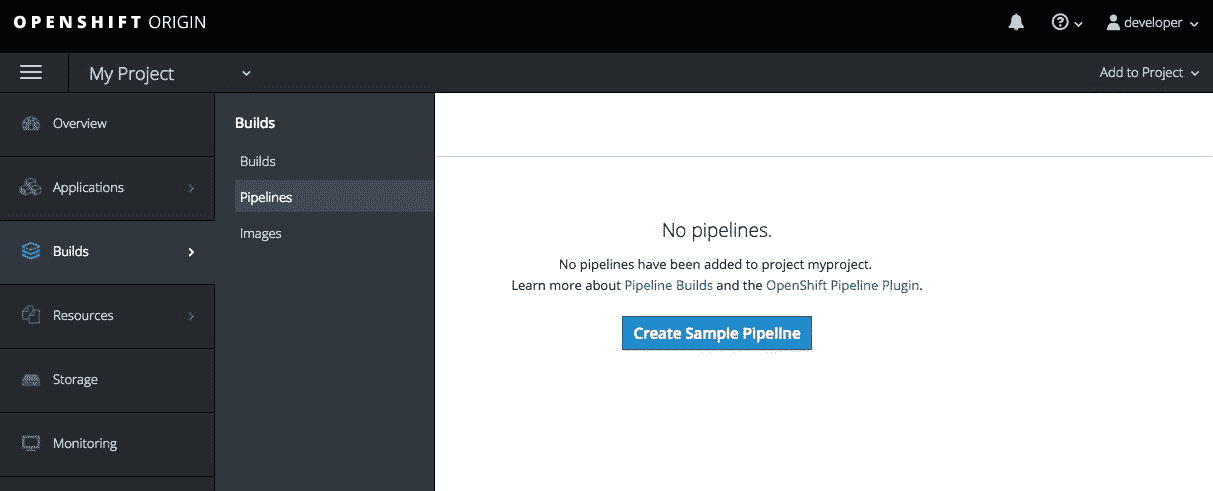 OPENSHIFT ORIGIN
developer
My Project
Add to Project
Overview
Applications
Builds
Resources
Storage
Monitoring
Builds
Builds
Pipelines
Images
No pipelines.
No pipelines have been added to project myproject.
Learn more about Pipeline Builds and the OpenShift Pipeline Plugin.
Create Sample Pipeline